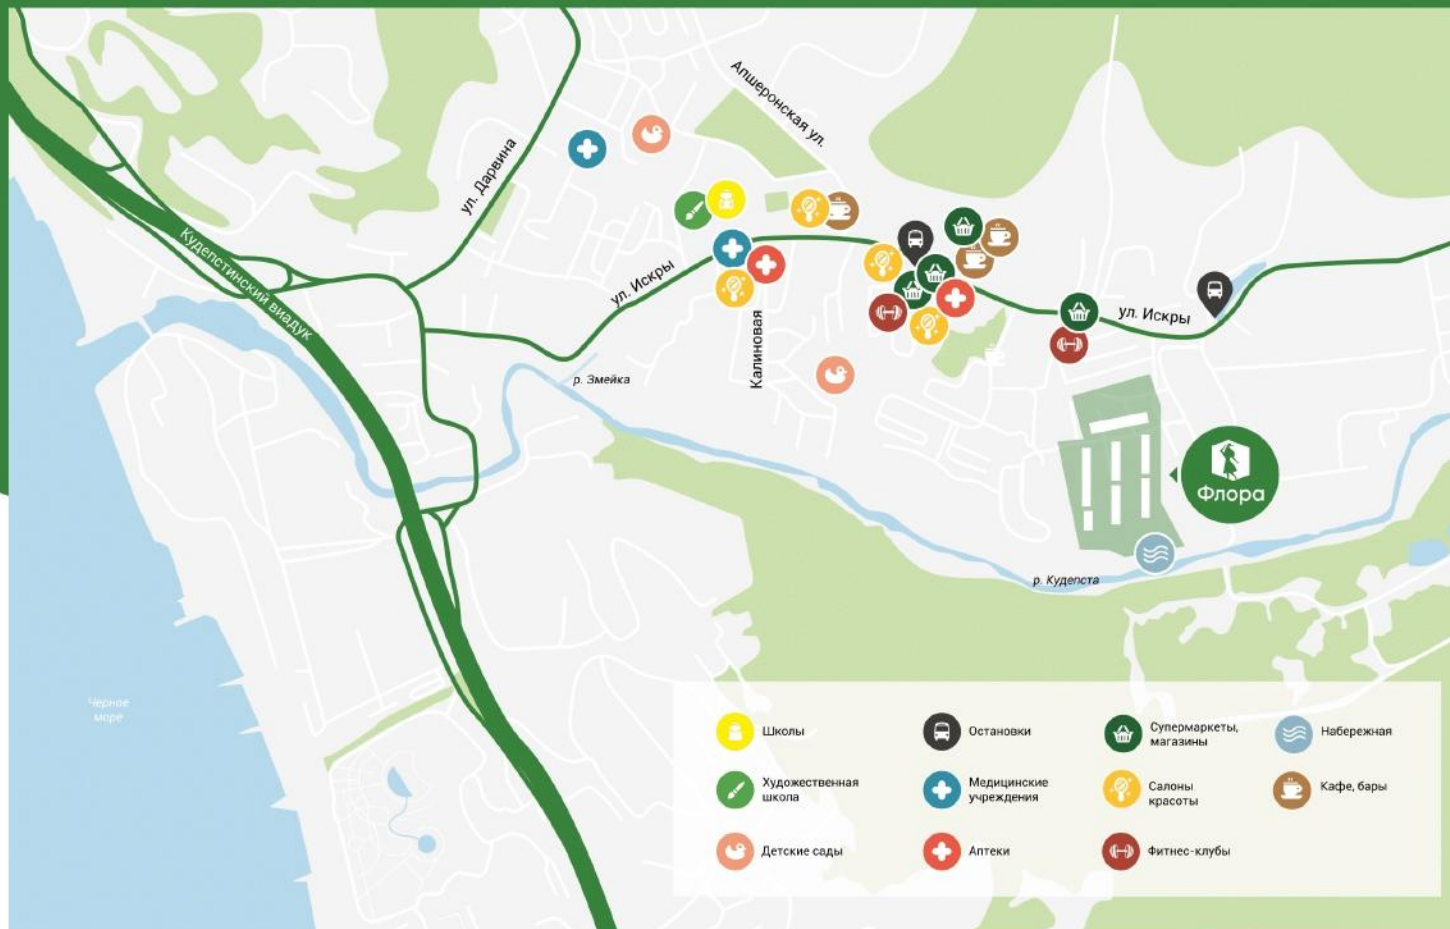 Апшеронская ул.
ул. Дарвина
Кудепстинский виадук
ул. Искры
Калиновая
ул. Искры
р. Змейка
Флора
р. Кудепста
Черное
море
Школы
Остановки
Супермаркеты,
магазины
Набережная
Художественная
школа
Медицинские
учреждения
Салоны
красоты
Кафе, бары
Детские сады
Аптеки
Фитнес-клубы